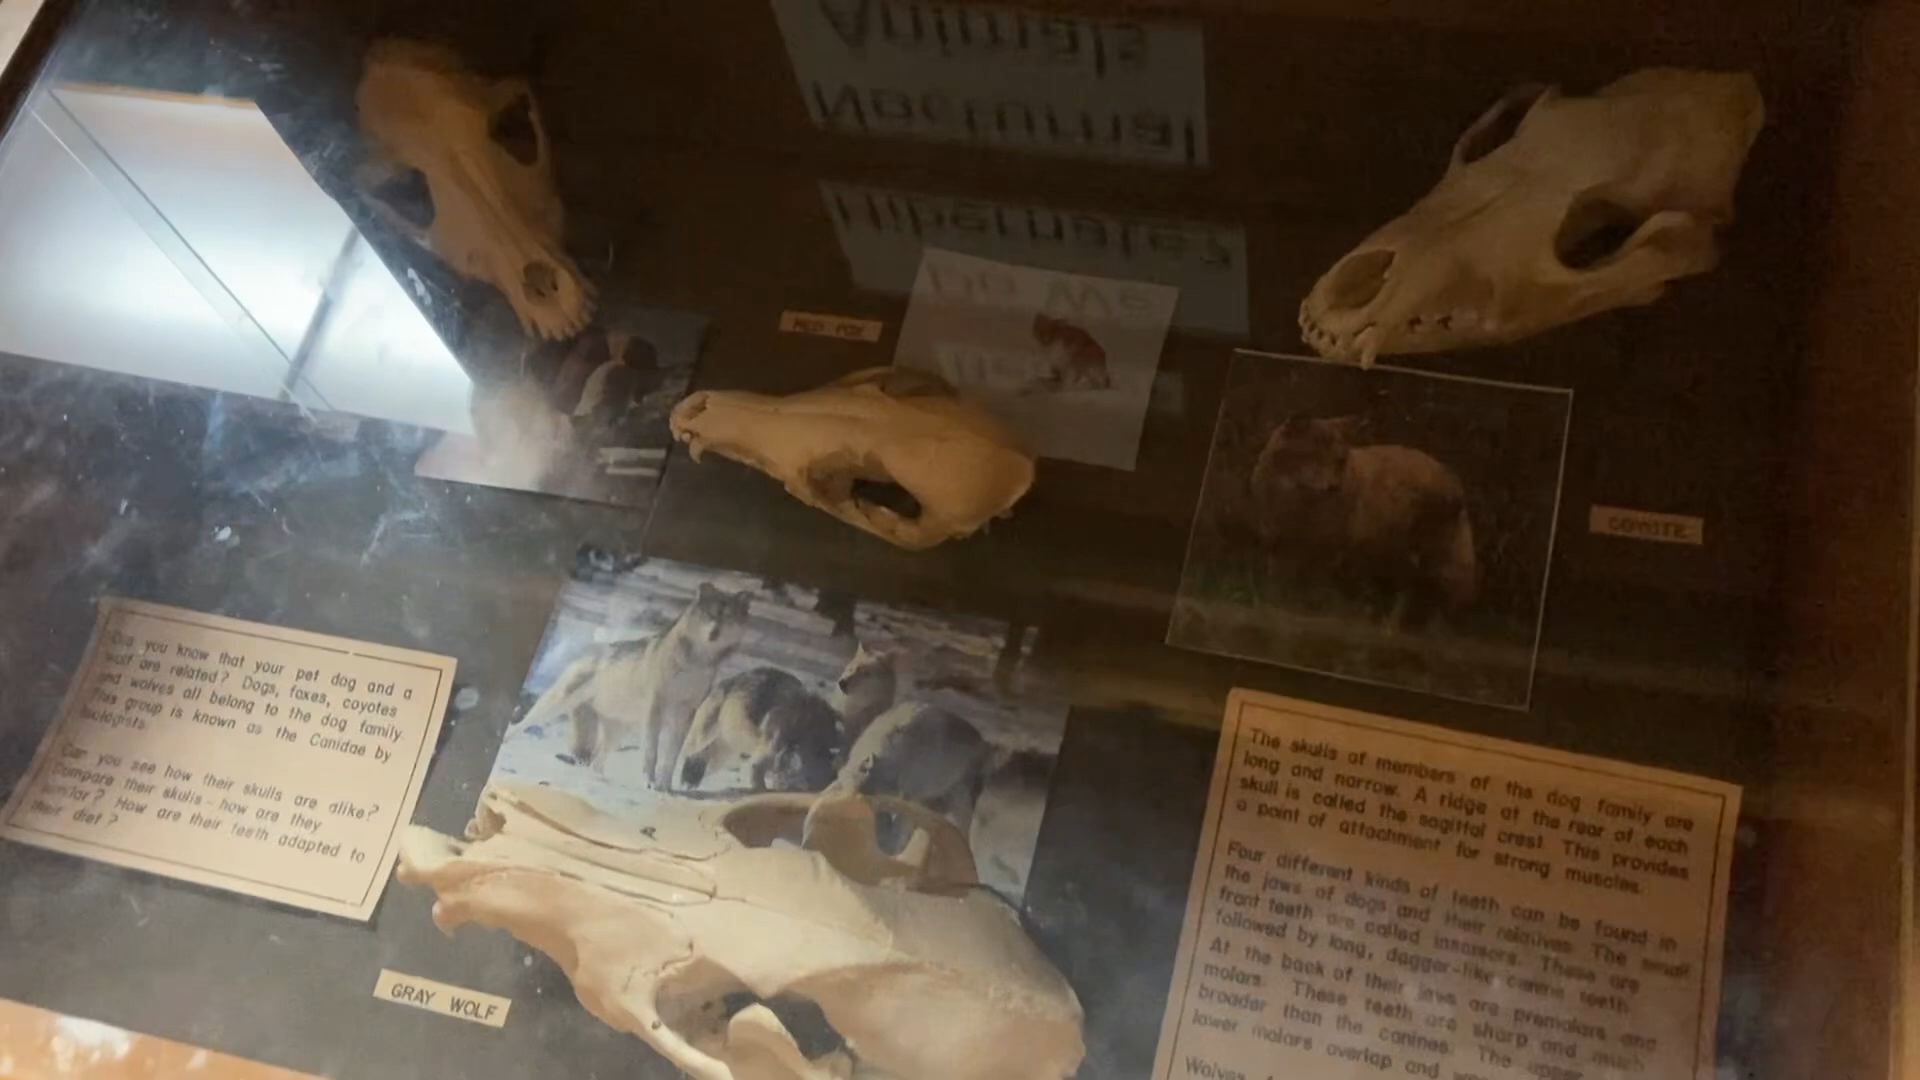 Animals
Nocturnal
Hibernate?
Do We
RED FOX
COYOTE
Did you know that your pet dog and a
wolf are related? Dogs, foxes, coyotes
and wolves all belong to the dog family.
This group is known as the Canidae by
biologists.
Can you see how their skulls are alike?
Compare their skulls - how are they
similar? How are their teeth adapted to
their diet?
GRAY WOLF
The skulls of members of the dog family are
long and narrow. A ridge at the rear of each
skull is called the sagittal crest. This provides
a point of attachment for strong muscles.
Four different kinds of teeth can be found in
the jaws of dogs and their relatives. The small
front teeth are called incisors. These are
followed by long, dagger-like canine teeth.
At the back of their jaws are premolars and
molars. These teeth are sharp and much
broader than the canines. The upper
lower molars overlap and
Wolves